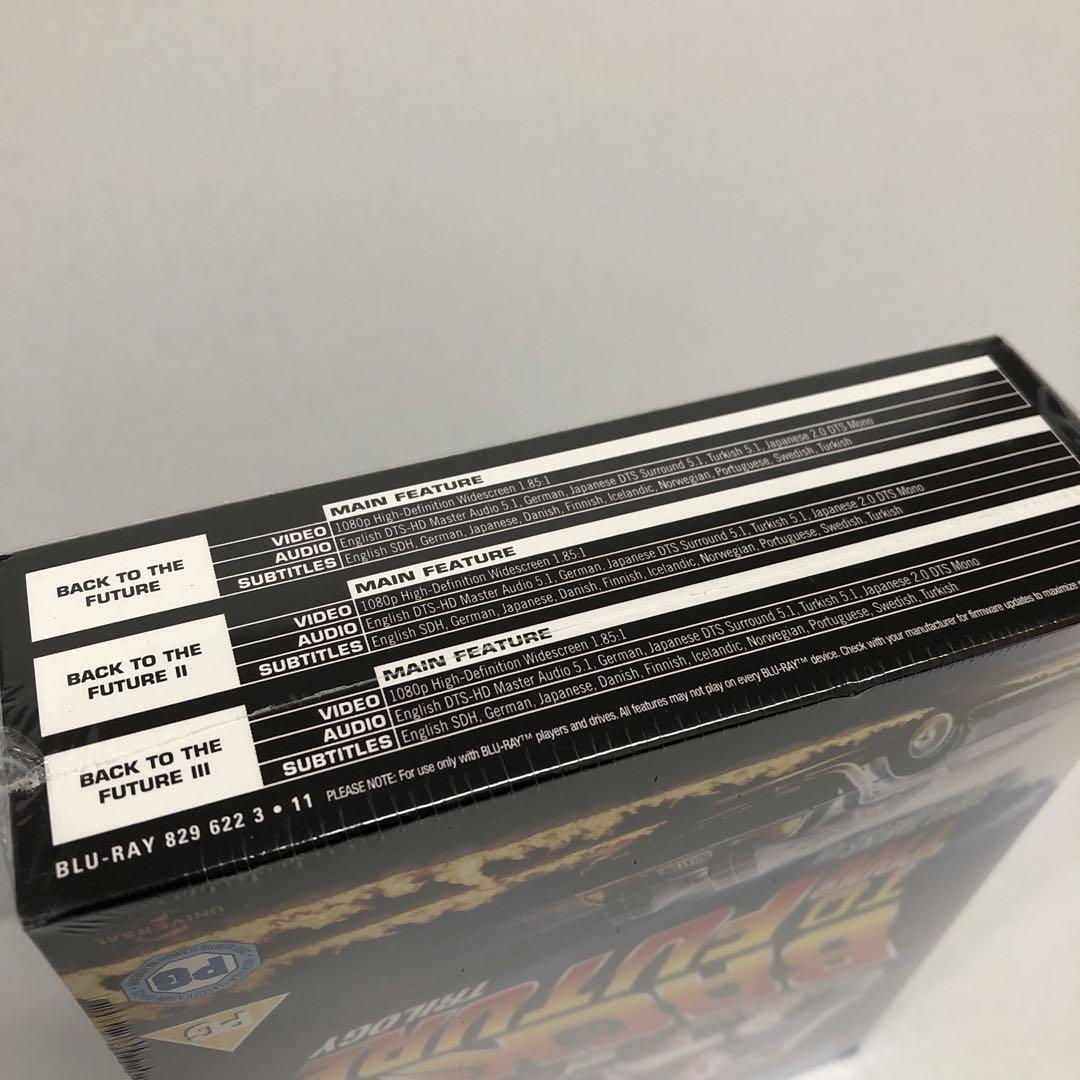 MAIN FEATURE
BACK TO THE
FUTURE
VIDEO 1080p High-Definition Widescreen 1.85:1
AUDIO English DTS-HD Master Audio 5.1, German, Japanese DTS Surround 5.1, Turkish 5.1, Japanese 2.0 DTS Mono
SUBTITLES English SDH, German, Japanese, Danish, Finnish, Icelandic, Norwegian, Portuguese, Swedish, Turkish
MAIN FEATURE
BACK TO THE
FUTURE II
VIDEO 1080p High-Definition Widescreen 1.85:1
AUDIO English DTS-HD Master Audio 5.1, German, Japanese DTS Surround 5.1, Turkish 5.1, Japanese 2.0 DTS Mono
SUBTITLES English SDH, German, Japanese, Danish, Finnish, Icelandic, Norwegian, Portuguese, Swedish, Turkish
MAIN FEATURE
BACK TO THE
FUTURE III
VIDEO 1080p High-Definition Widescreen 1.85:1
AUDIO English DTS-HD Master Audio 5.1, German, Japanese DTS Surround 5.1, Turkish 5.1, Japanese 2.0 DTS Mono
SUBTITLES English SDH, German, Japanese, Danish, Finnish, Icelandic, Norwegian, Portuguese, Swedish, Turkish
BLU-RAY 829 622 3 • 11 PLEASE NOTE: For use only with BLU-RAY™ players and drives. All features may not play on every BLU-RAY™ device. Check with your manufacturer for firmware updates to maximize
UNIVERSAL
PG
PG
BACK
TO THE
FUTURE
TRILOGY